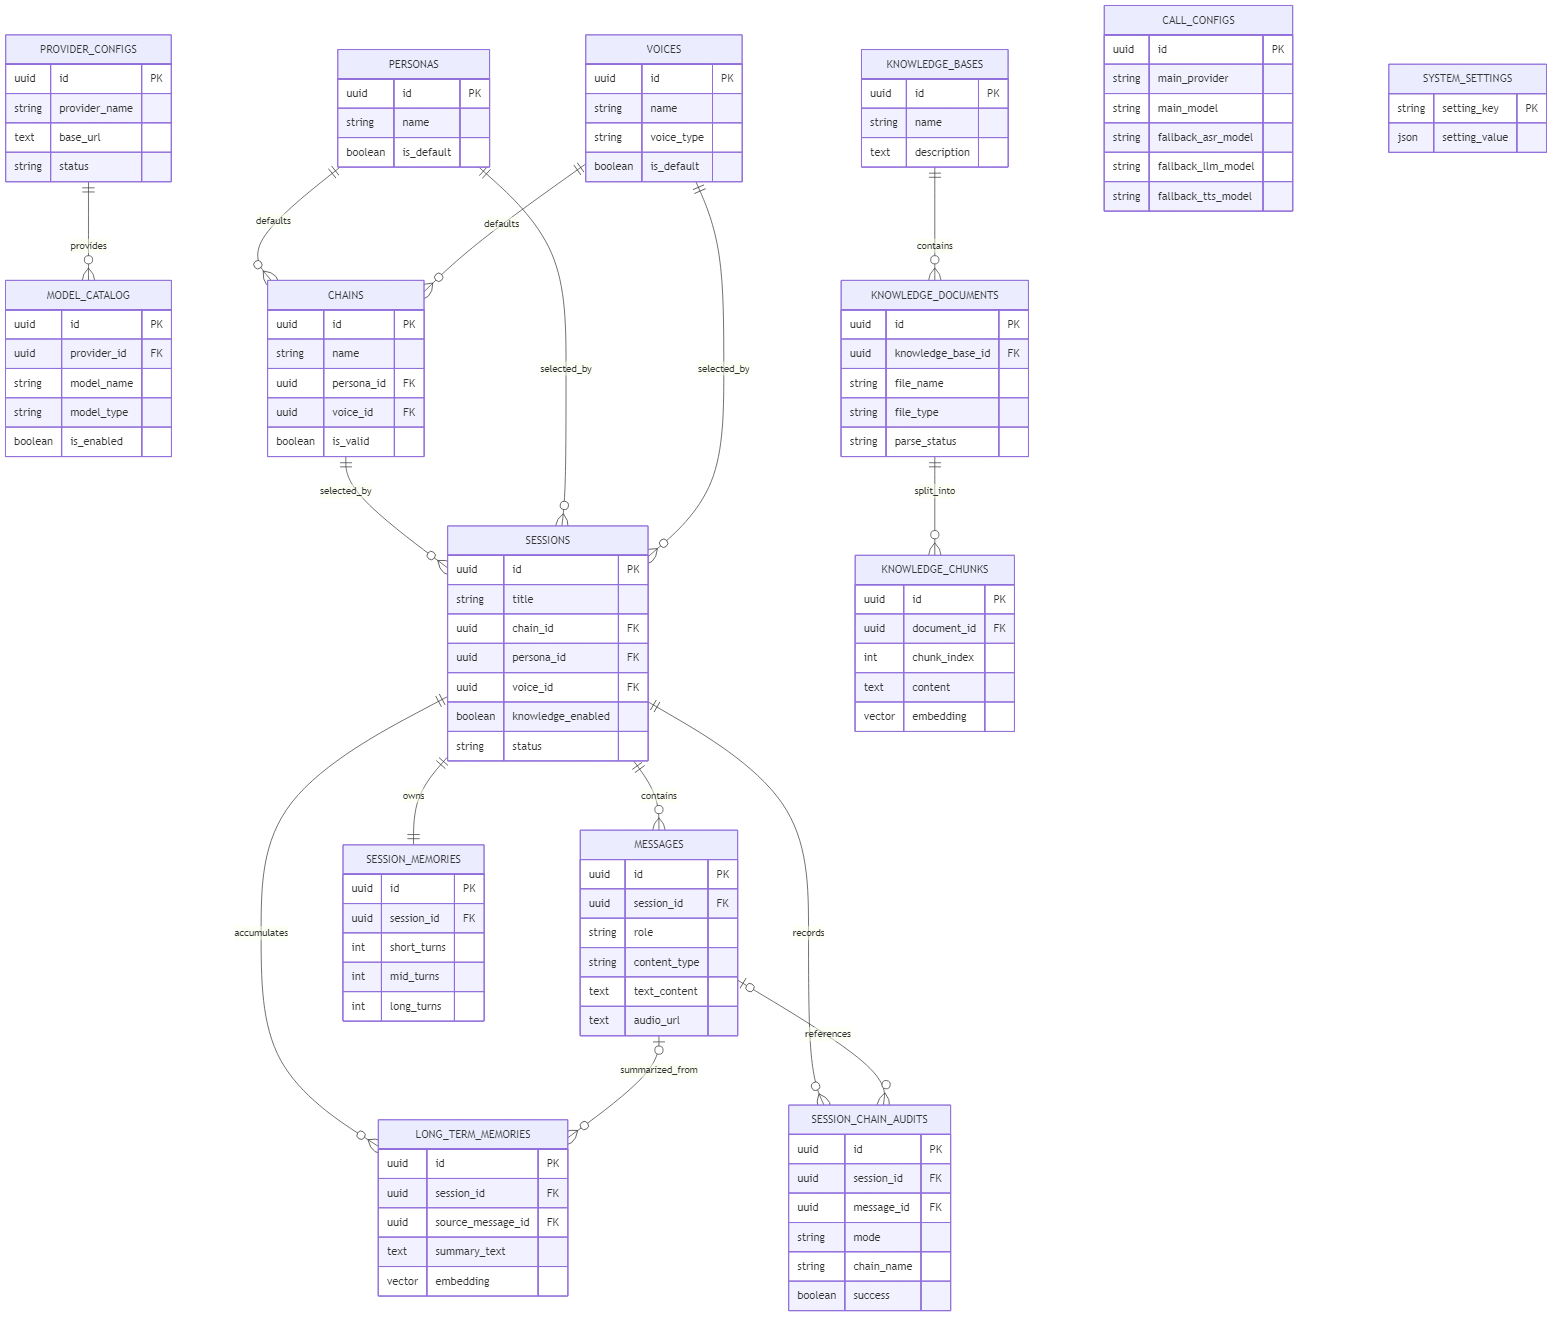 PROVIDER_CONFIGS
uuid id PK
string provider_name
text base_url
string status
provides
MODEL_CATALOG
uuid id PK
uuid provider_id FK
string model_name
string model_type
boolean is_enabled
PERSONAS
uuid id PK
string name
boolean is_default
defaults
selected_by
VOICES
uuid id PK
string name
string voice_type
boolean is_default
defaults
selected_by
CHAINS
uuid id PK
string name
uuid persona_id FK
uuid voice_id FK
boolean is_valid
selected_by
SESSIONS
uuid id PK
string title
uuid chain_id FK
uuid persona_id FK
uuid voice_id FK
boolean knowledge_enabled
string status
accumulates
owns
contains
records
SESSION_MEMORIES
uuid id PK
uuid session_id FK
int short_turns
int mid_turns
int long_turns
MESSAGES
uuid id PK
uuid session_id FK
string role
string content_type
text text_content
text audio_url
summarized_from
references
LONG_TERM_MEMORIES
uuid id PK
uuid session_id FK
uuid source_message_id FK
text summary_text
vector embedding
SESSION_CHAIN_AUDITS
uuid id PK
uuid session_id FK
uuid message_id FK
string mode
string chain_name
boolean success
KNOWLEDGE_BASES
uuid id PK
string name
text description
contains
KNOWLEDGE_DOCUMENTS
uuid id PK
uuid knowledge_base_id FK
string file_name
string file_type
string parse_status
split_into
KNOWLEDGE_CHUNKS
uuid id PK
uuid document_id FK
int chunk_index
text content
vector embedding
CALL_CONFIGS
uuid id PK
string main_provider
string main_model
string fallback_asr_model
string fallback_llm_model
string fallback_tts_model
SYSTEM_SETTINGS
string setting_key PK
json setting_value